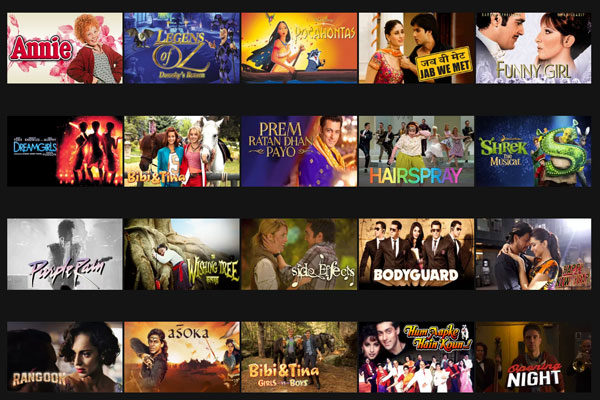 Annie
LEGENDS
of OZ
Dorothy's Return
POCAHONTAS
जब वी मेट
JAB WE MET
FUNNY GIRL
DREAMGIRLS
Bibi&Tina
PREM
RATAN DHAN
PAYO
HAIRSPRAY
SHREK
THE
MUSICAL
Purple Rain
THE
WISHING TREE
side Effects
BODYGUARD
RANGOON
AŚOKA
Bibi&Tina
GIRLS vs BOYS
Hum Aapke
Hain Koun..!
Opening
NIGHT